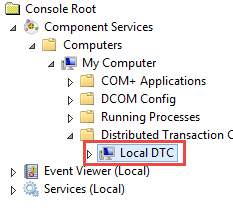 Console Root
Component Services
Computers
My Computer
COM+ Applications
DCOM Config
Running Processes
Distributed Transaction C
Local DTC
Event Viewer (Local)
Services (Local)